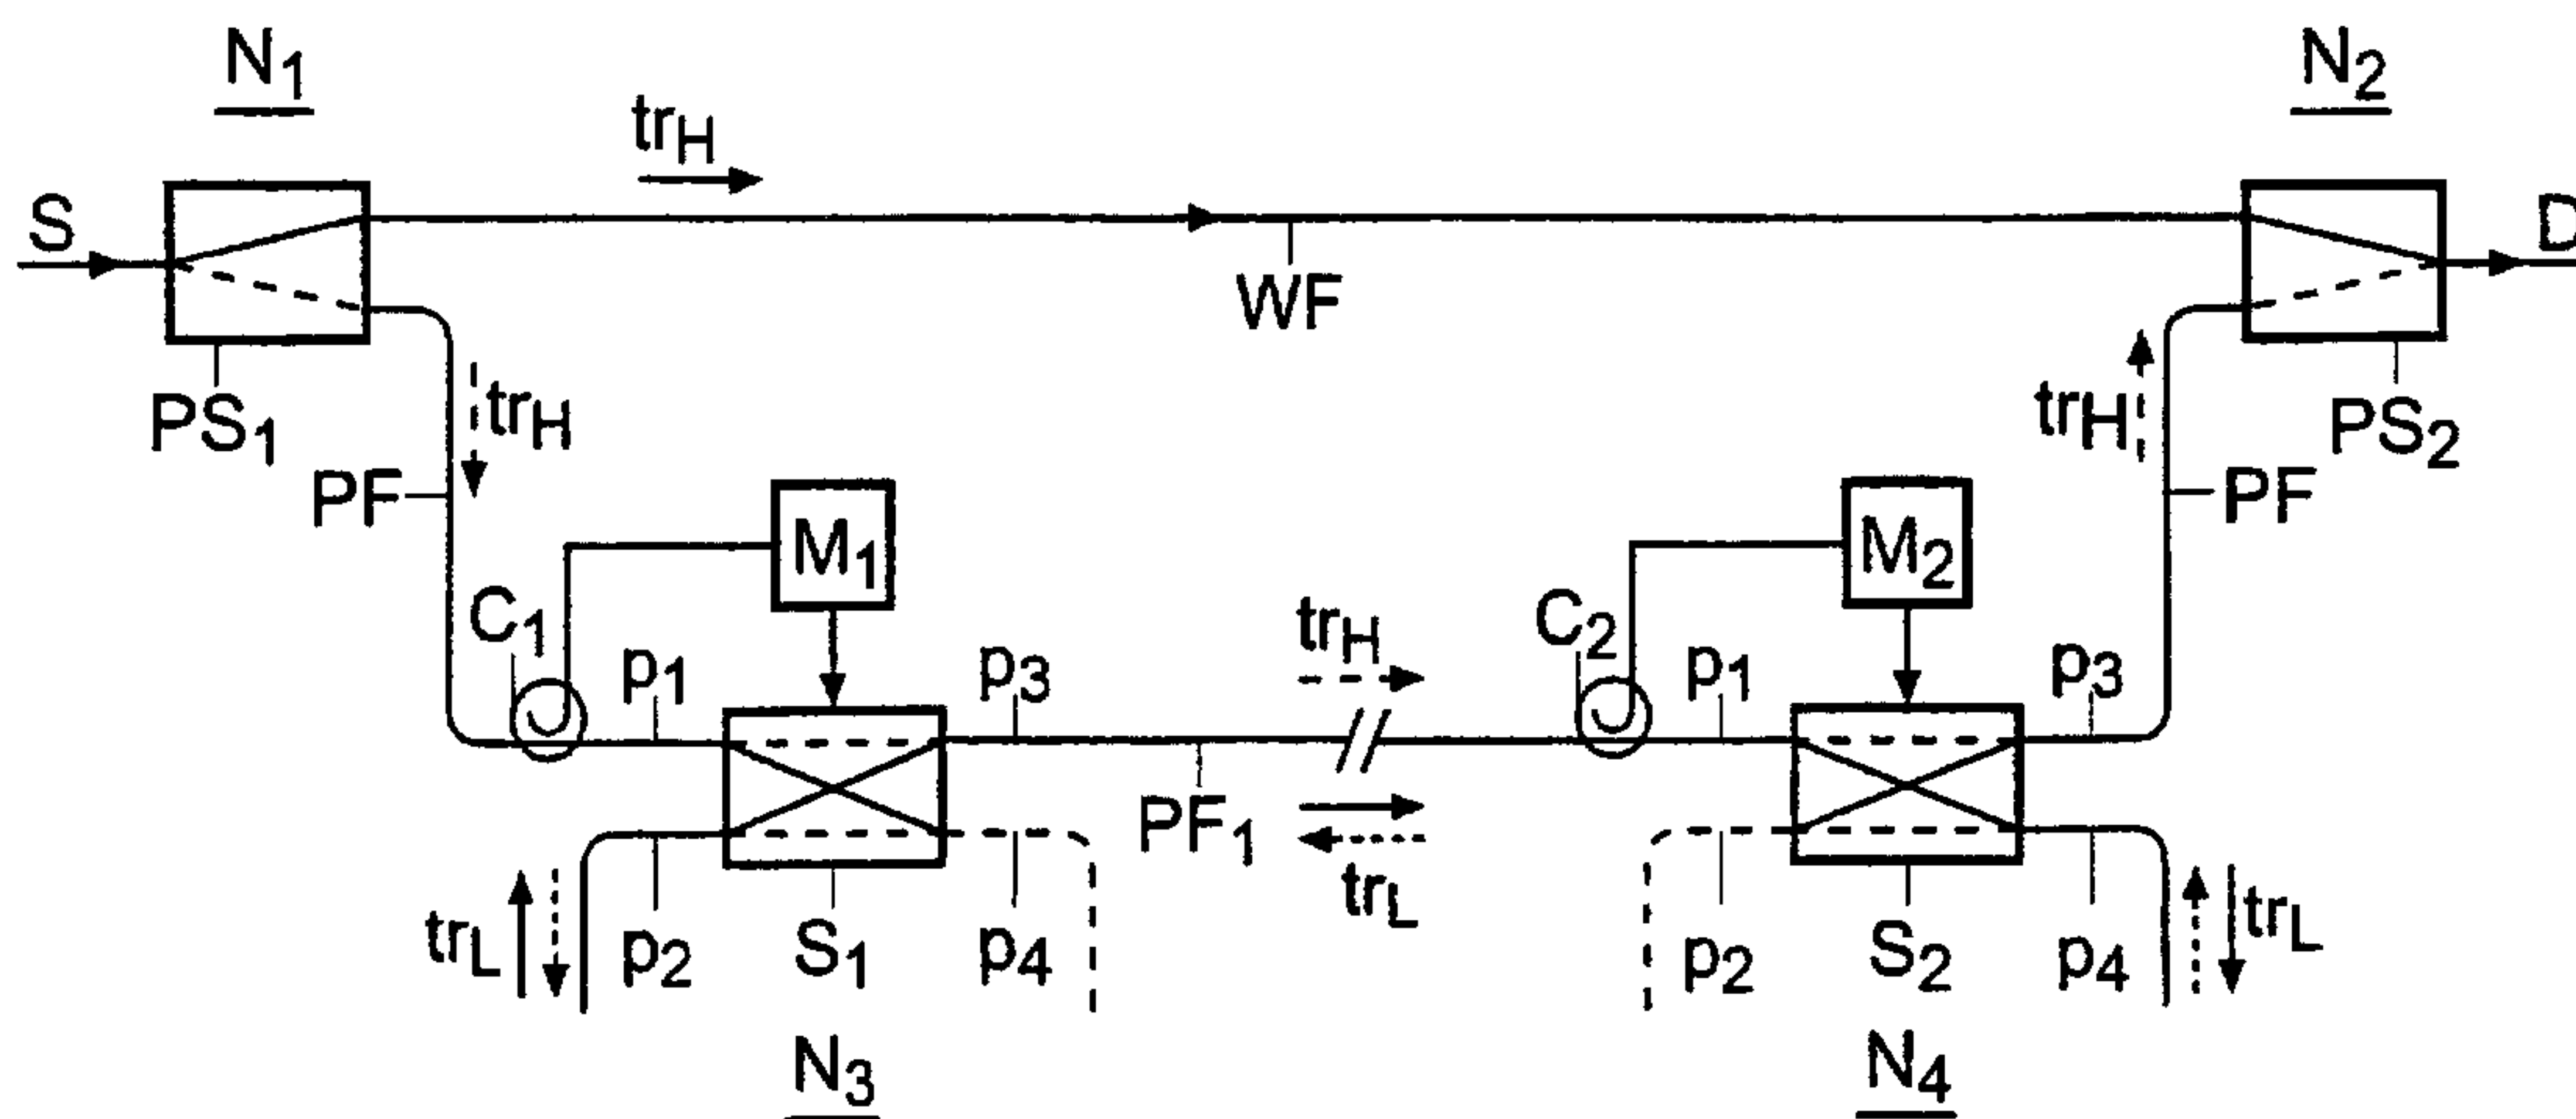 N1
N2
trH
S
D
WF
PS1
trH
trH
PS2
PF
PF
M1
M2
C1
p1
p3
trH
C2
p1
p3
PF1
trL
trL
p2
S1
p4
p2
S2
p4
trL
N3
N4